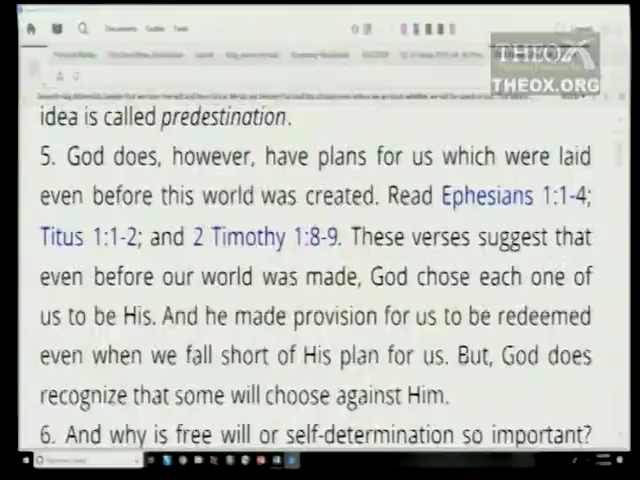 THEOX
THEOX.ORG
idea is called predestination.
5. God does, however, have plans for us which were laid
even before this world was created. Read Ephesians 1:1-4;
Titus 1:1-2; and 2 Timothy 1:8-9. These verses suggest that
even before our world was made, God chose each one of
us to be His. And he made provision for us to be redeemed
even when we fall short of His plan for us. But, God does
recognize that some will choose against Him.
6. And why is free will or self-determination so important?